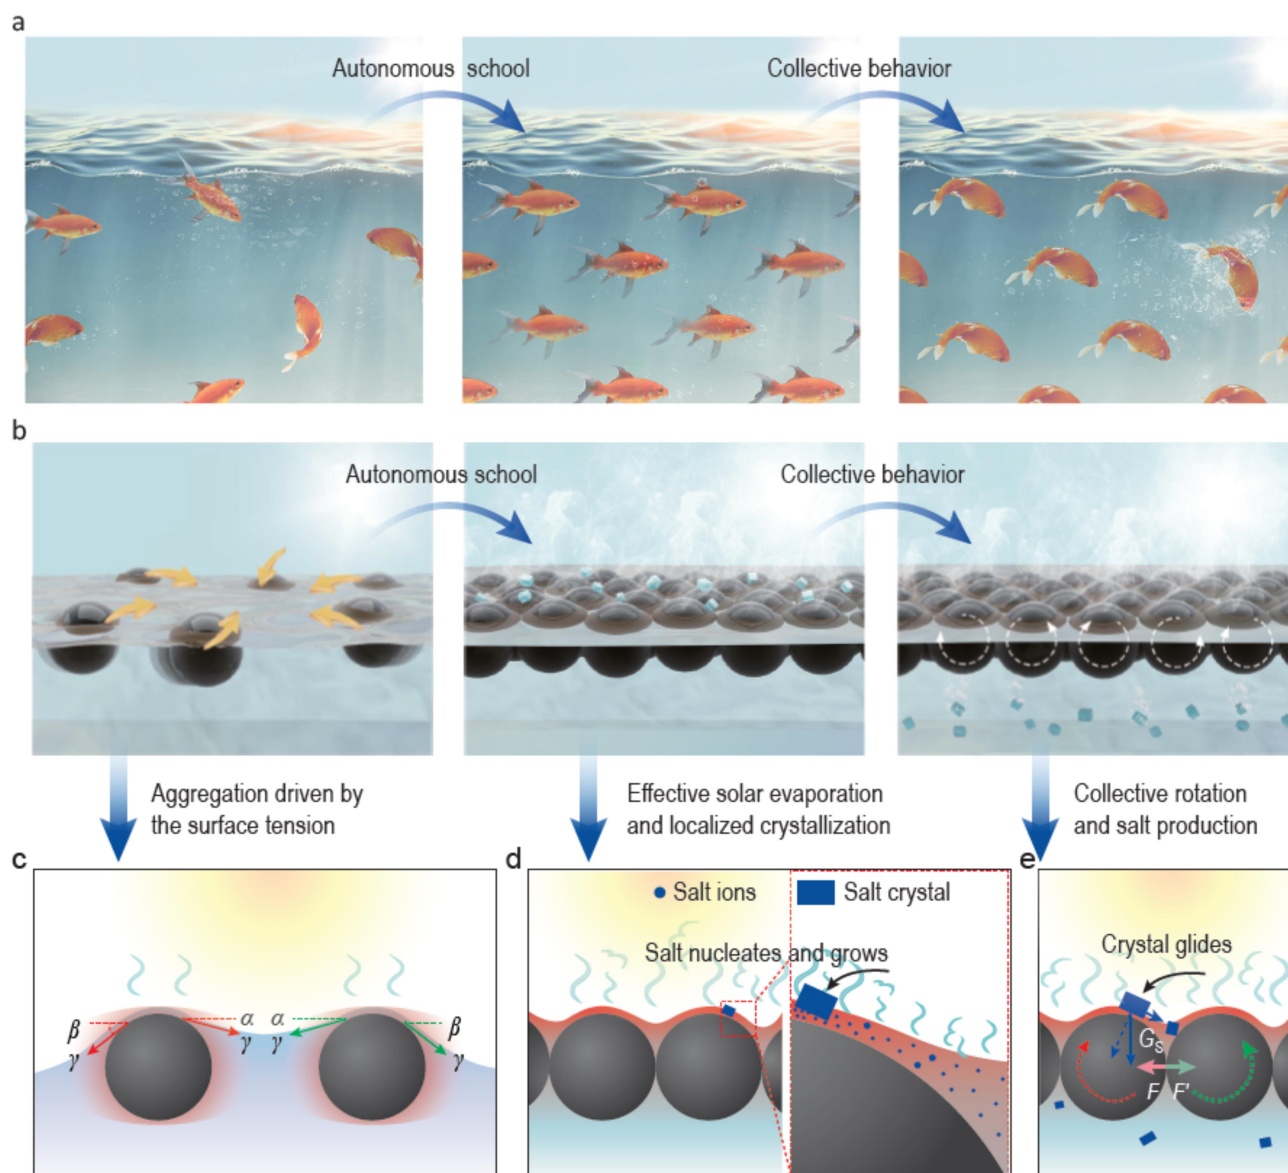 a
Autonomous school
Collective behavior
b
Autonomous school
Collective behavior
Aggregation driven by
the surface tension
Effective solar evaporation
and localized crystallization
Collective rotation
and salt production
c
β
γ
α
γ
α
γ
β
γ
d
Salt ions
Salt crystal
Salt nucleates and grows
e
Crystal glides
Gs
F
F'